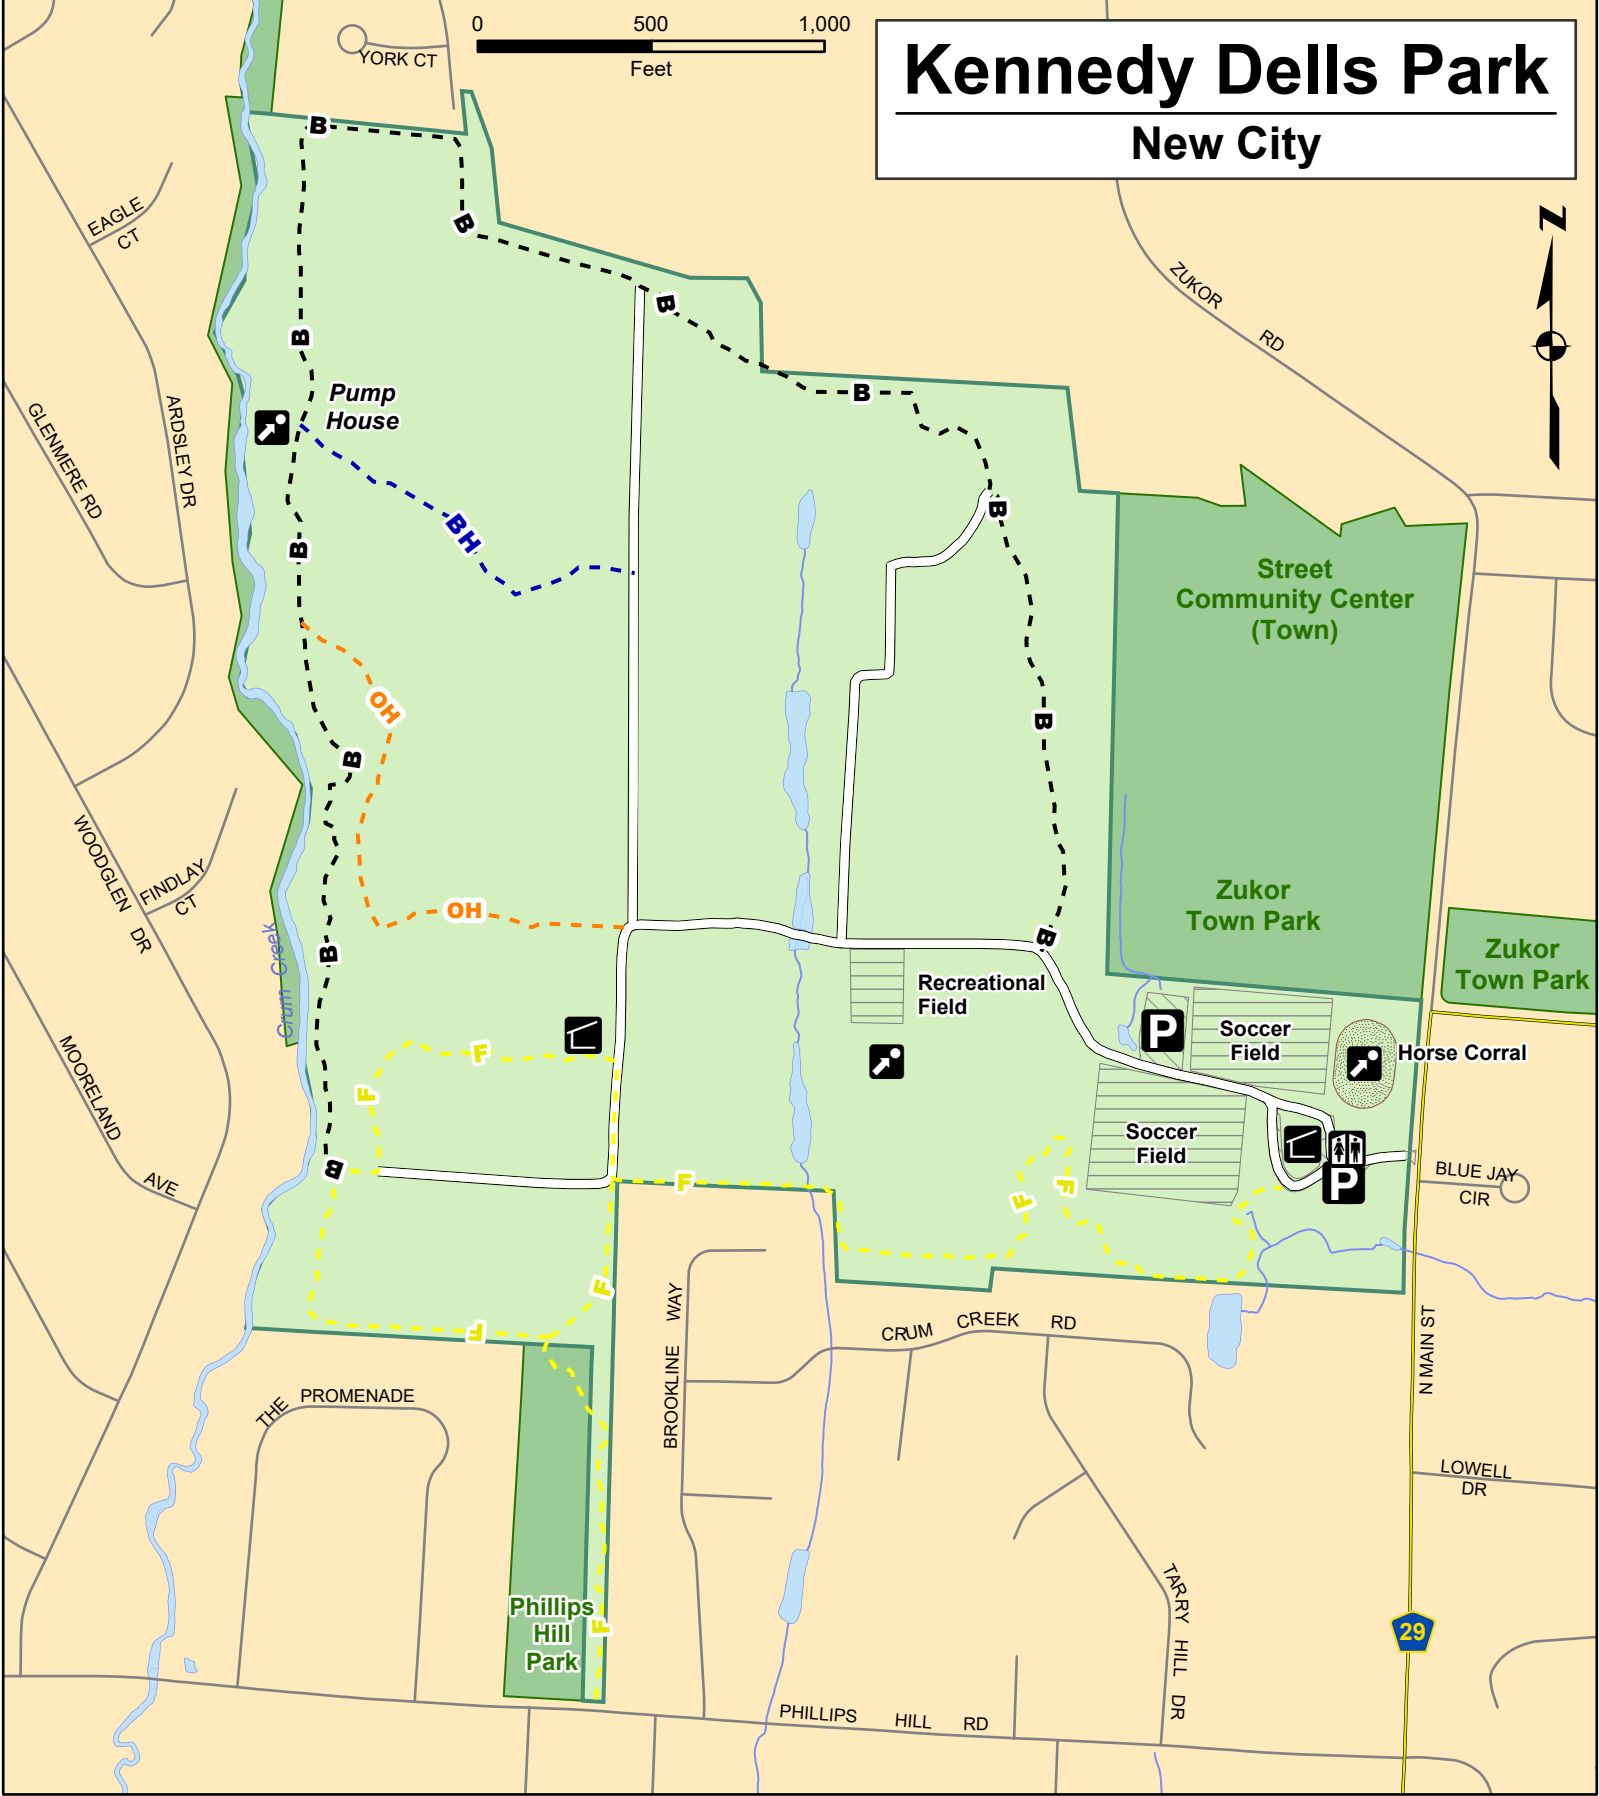 0 500 1,000
Feet
Kennedy Dells Park
New City
N
YORK CT
B
B
B
B
B
EAGLE
CT
ZUKOR
RD
Pump
House
GLENMERE RD
ARDSLEY DR
BH
B
B
OH
B
B
Street
Community Center
(Town)
WOODGLEN
DR
FINDLAY
CT
OH
B
B
Crum Creek
Zukor
Town Park
Zukor
Town Park
Recreational
Field
P
Soccer
Field
Horse Corral
F
F
MOORELAND
AVE
B
Soccer
Field
F
F
F
P
BLUE JAY
CIR
F
F
BROOKLINE WAY
CRUM CREEK RD
N MAIN ST
THE PROMENADE
LOWELL
DR
TARRY HILL DR
Phillips
Hill
Park
F
29
PHILLIPS HILL RD